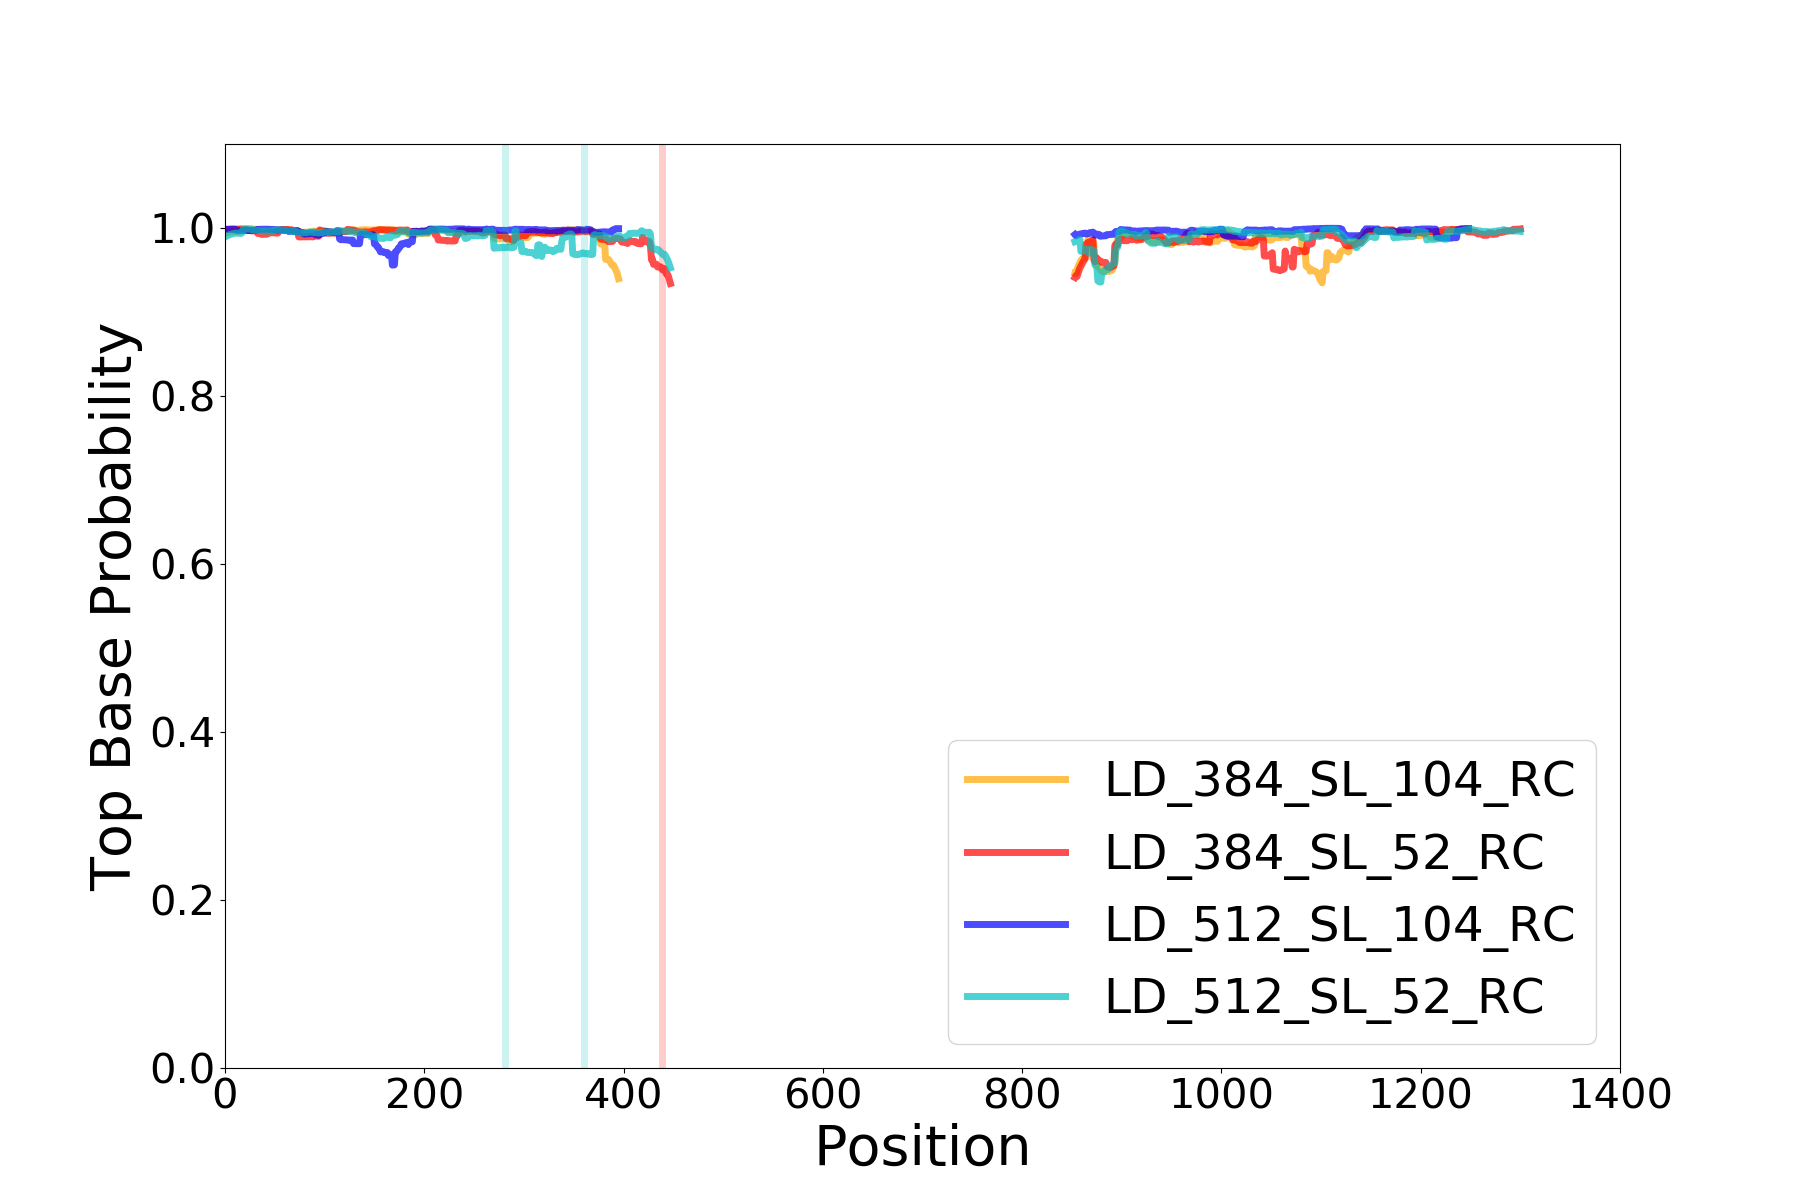 Top Base Probability
1.0
0.8
0.6
0.4
0.2
0.0
0 200 400 600 800 1000 1200 1400
Position
LD_384_SL_104_RC
LD_384_SL_52_RC
LD_512_SL_104_RC
LD_512_SL_52_RC